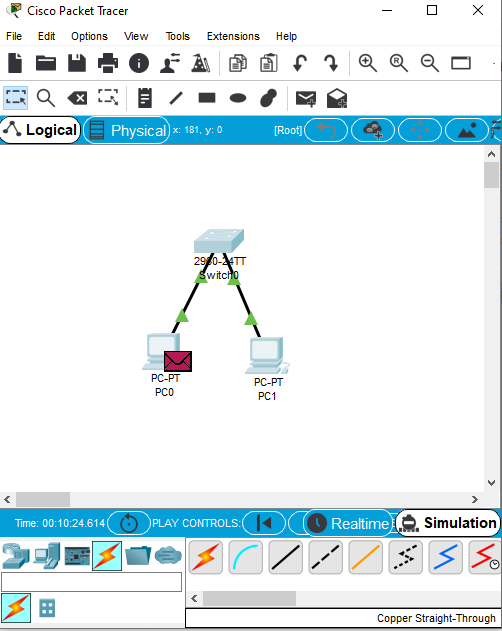 Cisco Packet Tracer
File Edit Options View Tools Extensions Help
Logical Physical x: 181, y: 0 [Root]
2960-24TT
Switch0
PC-PT
PC0
PC-PT
PC1
Time: 00:10:24.614 PLAY CONTROLS: Realtime Simulation
Copper Straight-Through